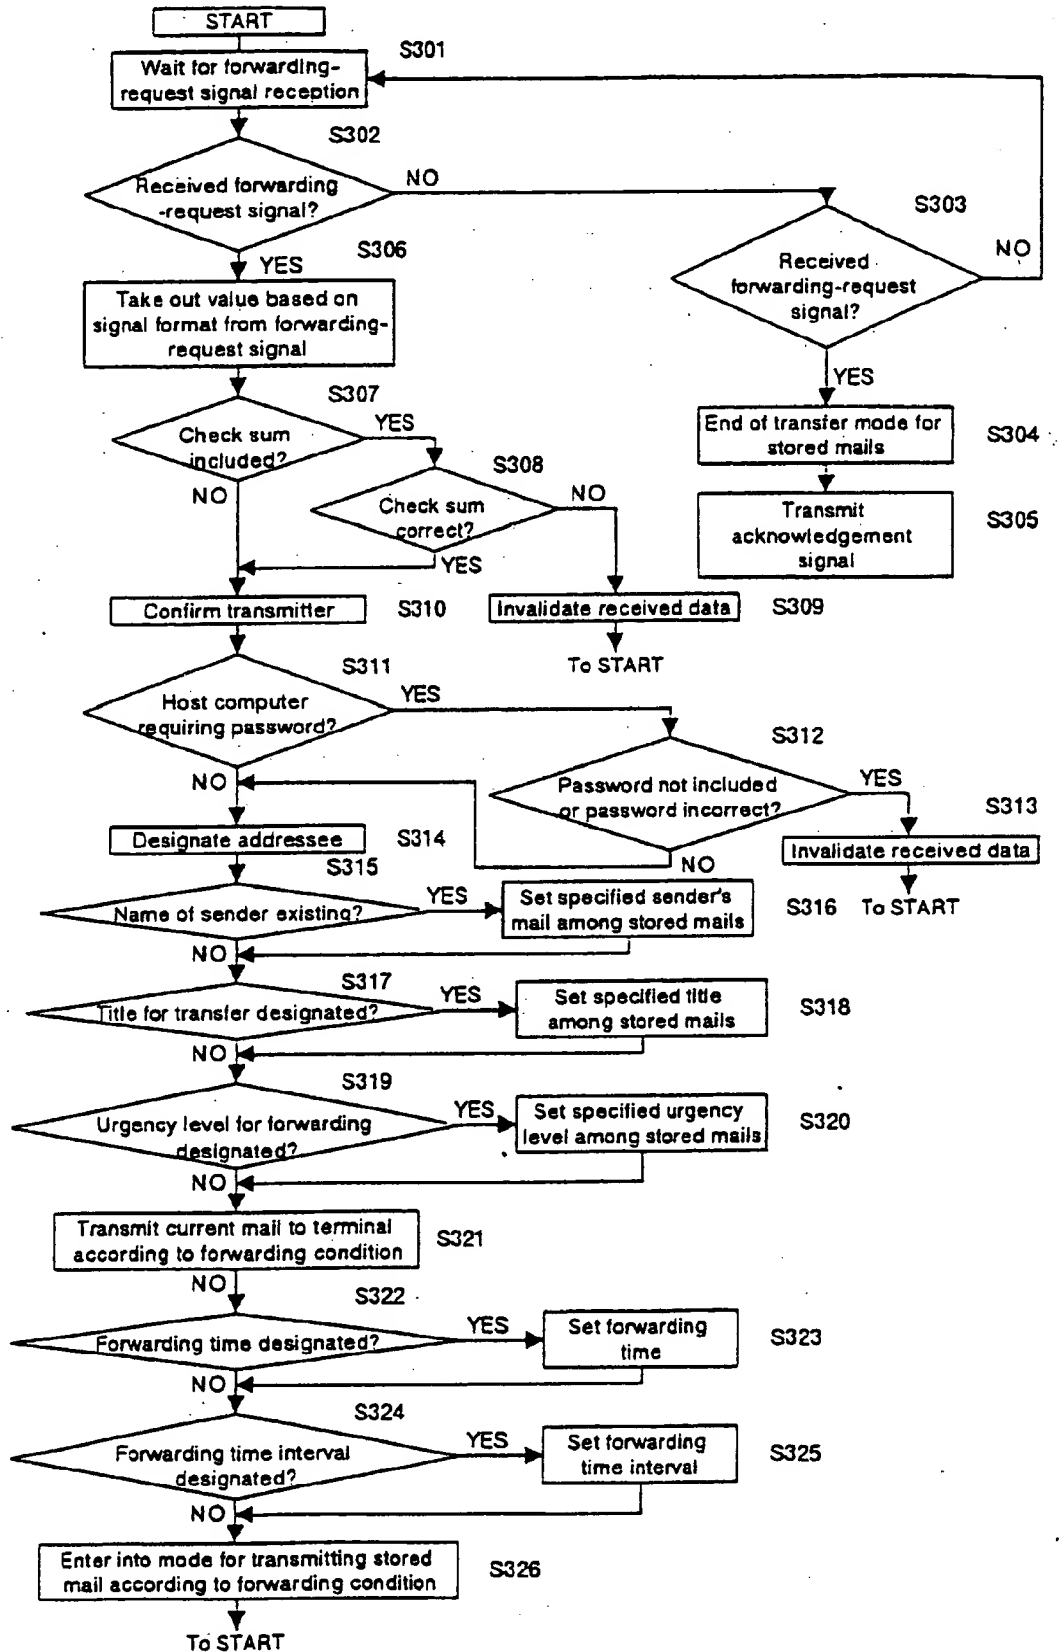 START
S301
Wait for forwarding-
request signal reception
S302
Received forwarding
-request signal?
NO
S303
Received
forwarding-request
signal?
NO
S306
YES
Take out value based on
signal format from forwarding-
request signal
YES
S307
Check sum
included?
YES
End of transfer mode for
stored mails
S304
S308
NO
Check sum
correct?
NO
Transmit
acknowledgement
signal
S305
YES
Confirm transmitter
S310
Invalidate received data
S309
To START
S311
Host computer
requiring password?
YES
S312
NO
Password not included
or password incorrect?
YES
S313
Designate addressee
S314
Invalidate received data
NO
S315
Name of sender existing?
YES
Set specified sender's
mail among stored mails
S316
To START
NO
S317
Title for transfer designated?
YES
Set specified title
among stored mails
S318
NO
S319
Urgency level for forwarding
designated?
YES
Set specified urgency
level among stored mails
S320
NO
Transmit current mail to terminal
according to forwarding condition
S321
NO
S322
Forwarding time designated?
YES
Set forwarding
time
S323
NO
S324
Forwarding time interval
designated?
YES
Set forwarding
time interval
S325
NO
Enter into mode for transmitting stored
mail according to forwarding condition
S326
To START